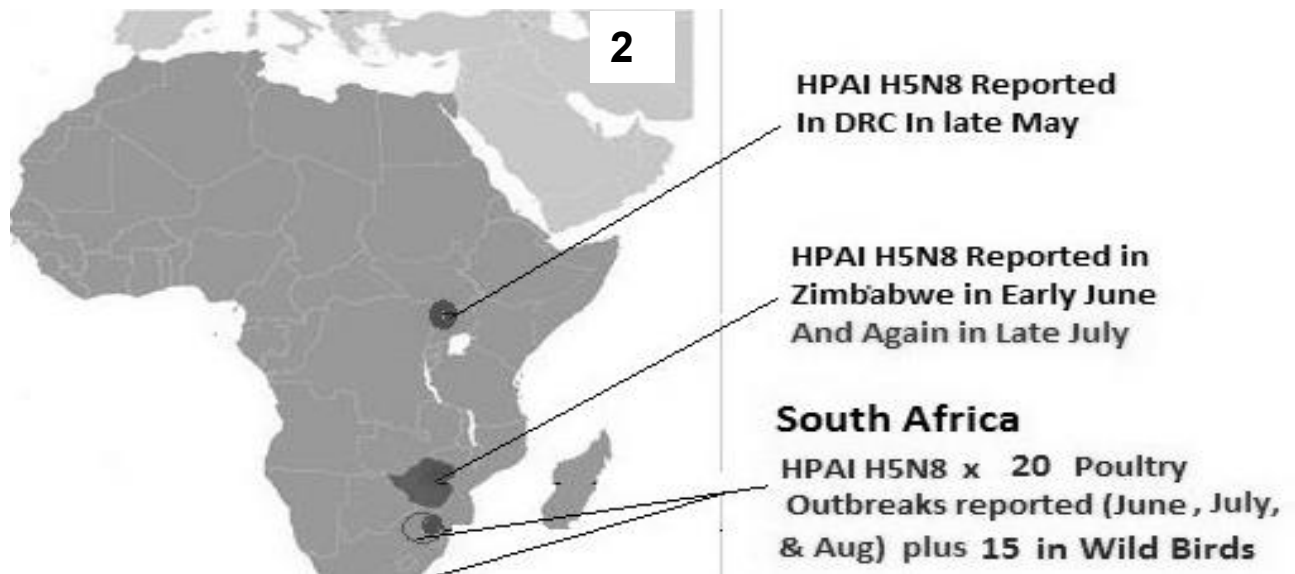 2
HPAI H5N8 Reported
In DRC In late May
HPAI H5N8 Reported in
Zimbabwe in Early June
And Again in Late July
South Africa
HPAI H5N8 x 20 Poultry
Outbreaks reported (June, July,
& Aug) plus 15 in Wild Birds